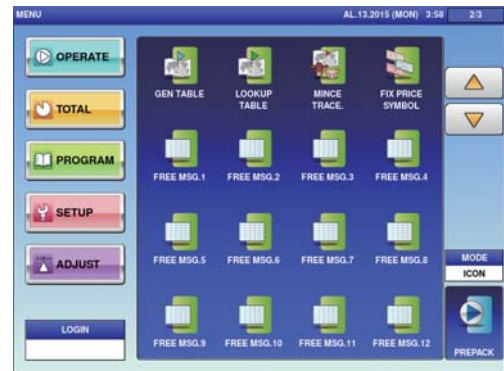 MENU
AL.13.2015 (MON) 3:58 2/3
OPERATE
TOTAL
PROGRAM
SETUP
ADJUST
LOGIN
GEN TABLE
LOOKUP TABLE
MINCE TRACE.
FIX PRICE SYMBOL
FREE MSG.1 FREE MSG.2 FREE MSG.3 FREE MSG.4
FREE MSG.5 FREE MSG.6 FREE MSG.7 FREE MSG.8
FREE MSG.9 FREE MSG.10 FREE MSG.11 FREE MSG.12
MODE
ICON
PREPACK